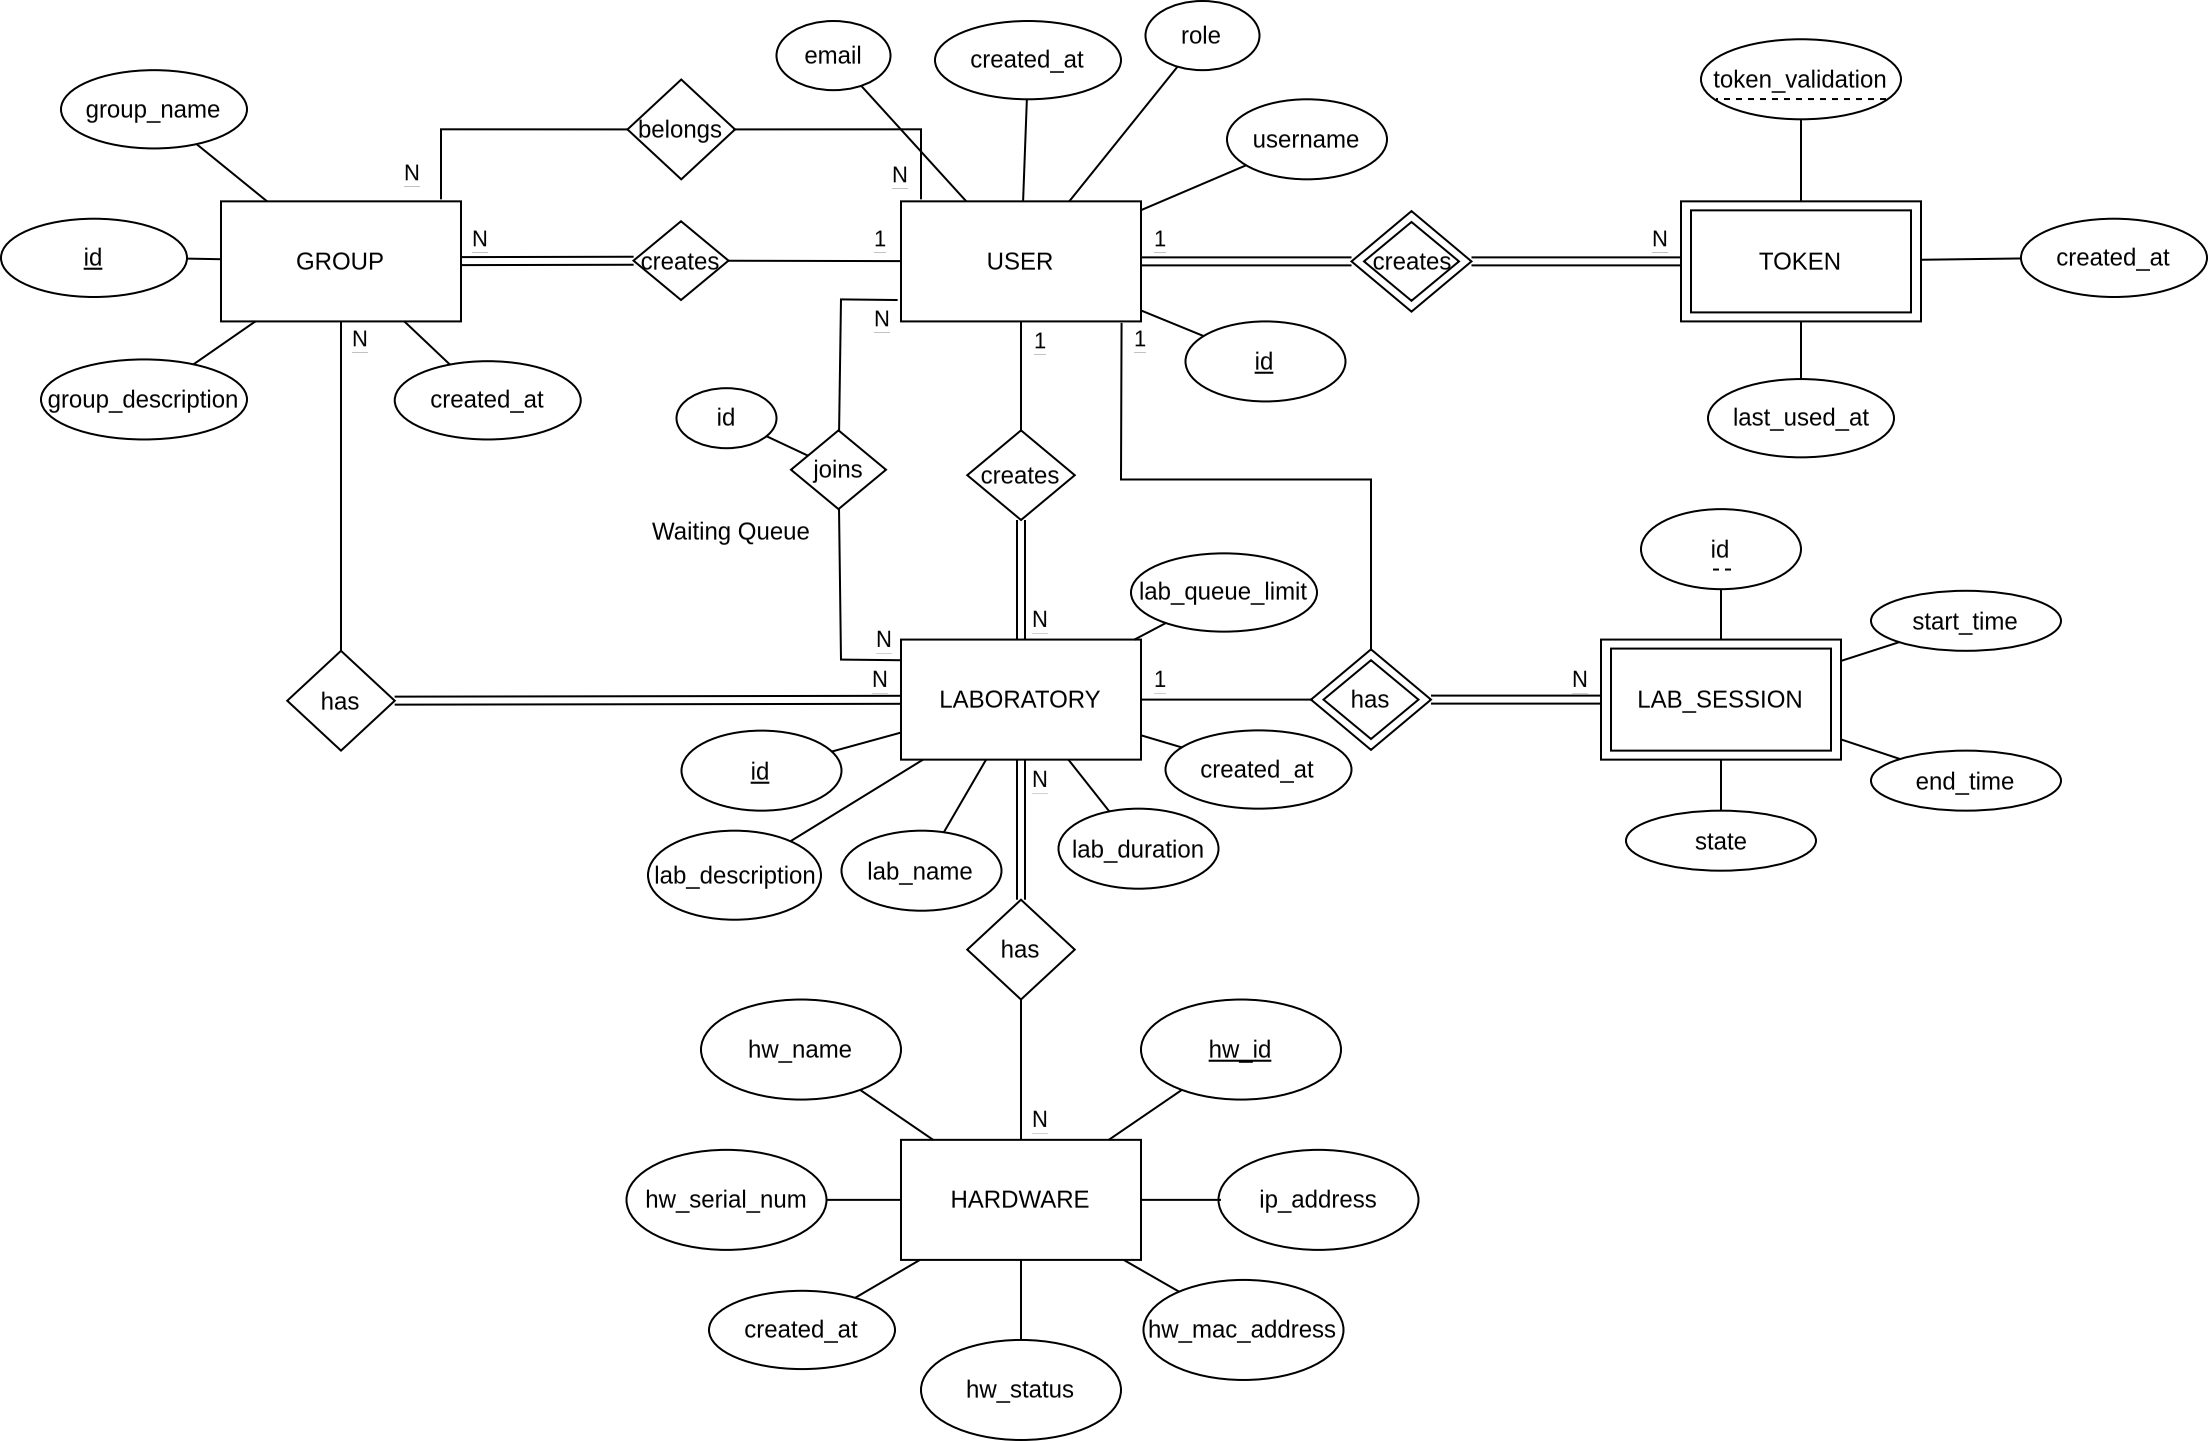 role
email
created_at
token_validation
group_name
belongs
username
N
N
id
GROUP
N
creates
1
USER
1
creates
N
TOKEN
created_at
N
N
1
1
group_description
created_at
id
id
last_used_at
joins
creates
Waiting Queue
id
lab_queue_limit
N
start_time
N
N
1
N
has
LABORATORY
has
LAB_SESSION
id
N
created_at
end_time
lab_description
lab_name
lab_duration
state
has
hw_name
hw_id
N
hw_serial_num
HARDWARE
ip_address
created_at
hw_mac_address
hw_status